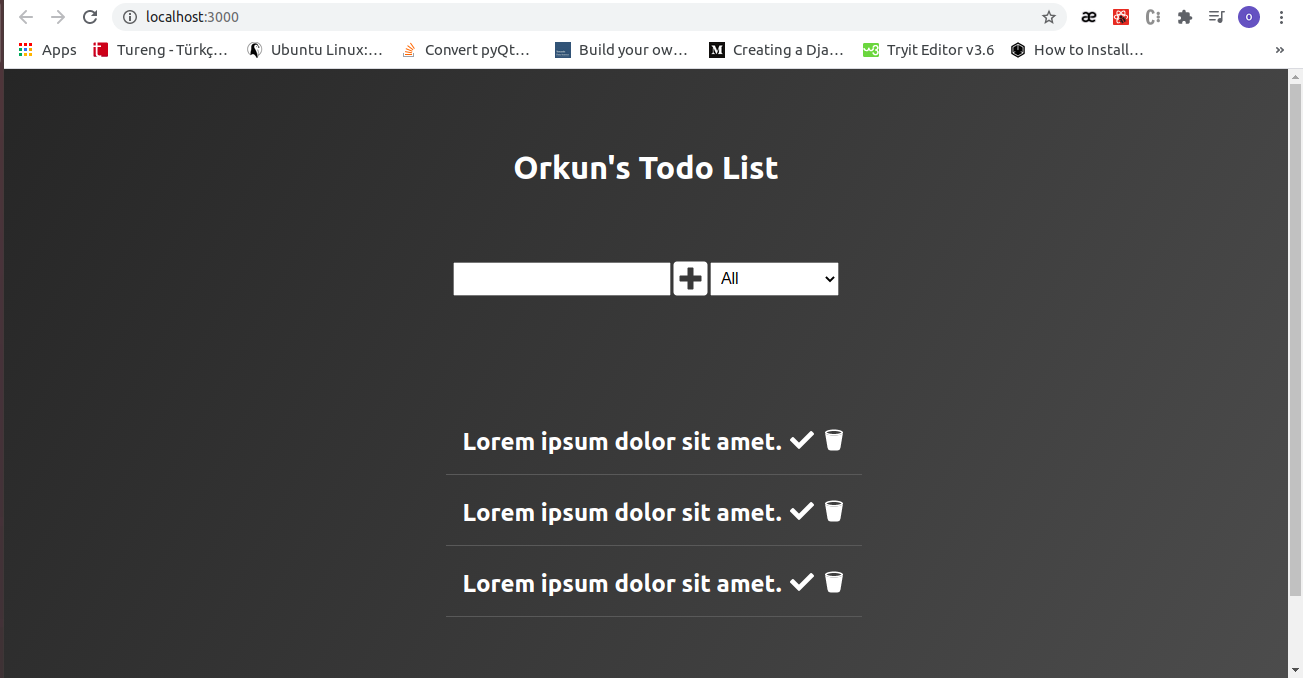 localhost:3000
O
Apps Tureng - Türkç... Ubuntu Linux:... Convert pyQt... Build your ow... M Creating a Dja... w3 Tryit Editor v3.6 How to Install... »
Orkun's Todo List
All
Lorem ipsum dolor sit amet.
Lorem ipsum dolor sit amet.
Lorem ipsum dolor sit amet.